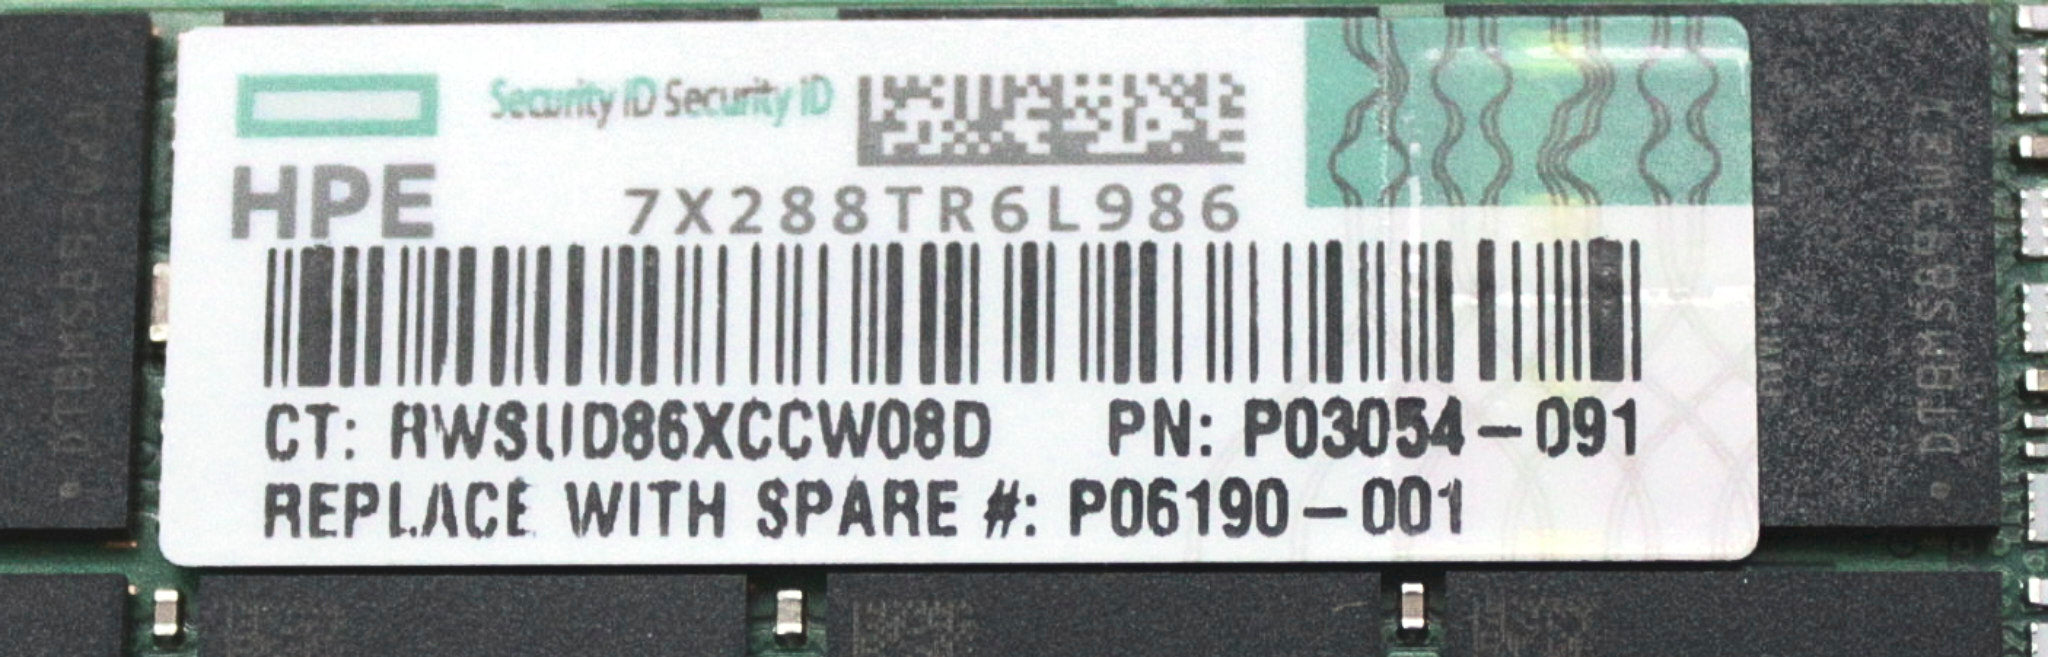 Security iD Security iD
HPE
7X288TR6L986
CT: RWSUD86XCCW08D PN: P03054-091
REPLACE WITH SPARE #: P06190-001